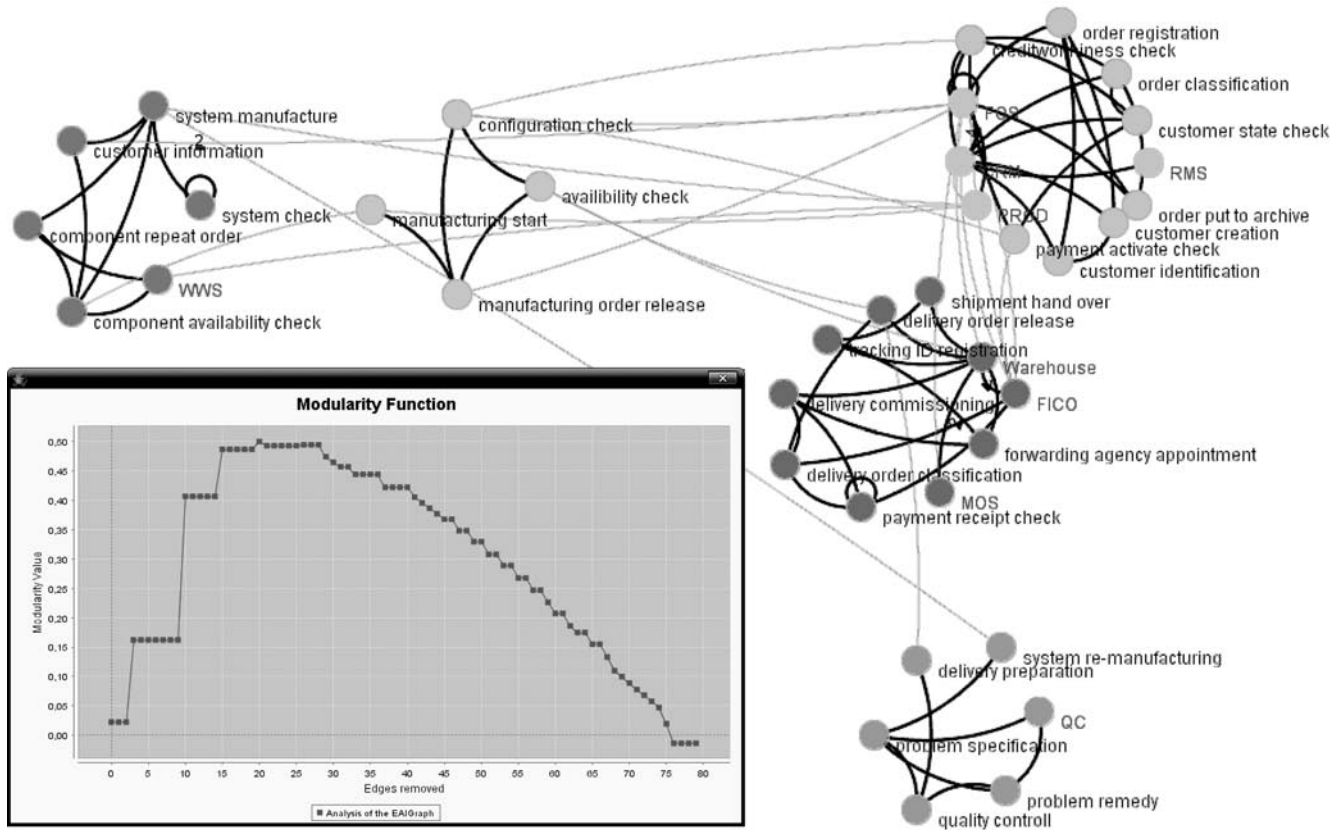 order registration
creditworthiness check
order classification
system manufacture
FOS
configuration check
customer state check
2
customer information
RMS
availibility check
system check
manufacturing start
PROD
order put to archive
customer creation
component repeat order
payment activate check
customer identification
WWS
manufacturing order release
shipment hand over
component availability check
delivery order release
tracking ID registration
Warehouse
delivery commissioning
FICO
forwarding agency appointment
delivery order classification
MOS
payment receipt check
system re-manufacturing
delivery preparation
QC
problem specification
problem remedy
quality controll
Modularity Function
0,50
0,45
0,40
0,35
0,30
0,25
0,20
0,15
0,10
0,05
0,00
Modularity Value
0 5 10 15 20 25 30 35 40 45 50 55 60 65 70 75 80
Edges removed
Analysis of the EAIGraph